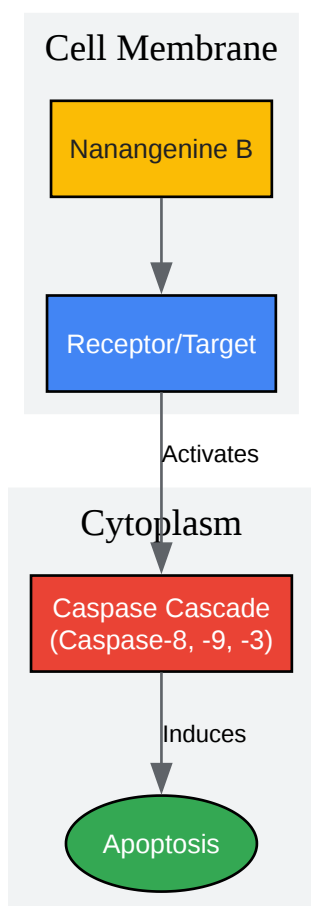 Cell Membrane
Nanangenine B
Receptor/Target
Activates
Cytoplasm
Caspase Cascade
(Caspase-8, -9, -3)
Induces
Apoptosis